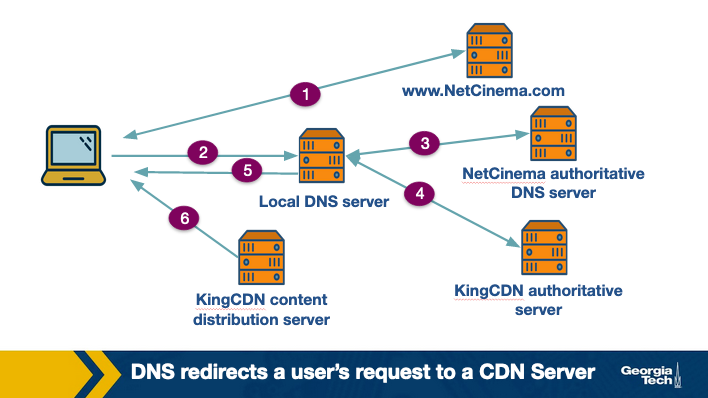 1
www.NetCinema.com
2
3
5
NetCinema authoritative
DNS server
Local DNS server
4
6
KingCDN content
distribution server
KingCDN authoritative
server
DNS redirects a user's request to a CDN Server
Georgia
Tech